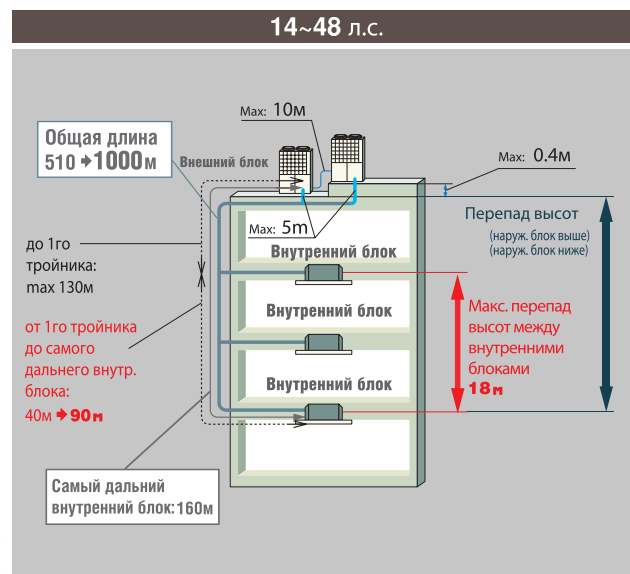 14~48 л.с.
Max: 10м
Общая длина
510 ➔1000м
Внешний блок
Max: 0.4м
Max: 5m
Перепад высот
(наруж. блок выше)
(наруж. блок ниже)
Внутренний блок
до 1го
тройника:
max 130м
Внутренний блок
Макс. перепад
высот между
внутренними
блоками
18м
от 1го тройника
до самого
дальнего внутр.
блока:
40м ➔ 90м
Внутренний блок
Самый дальний
внутренний блок:160м